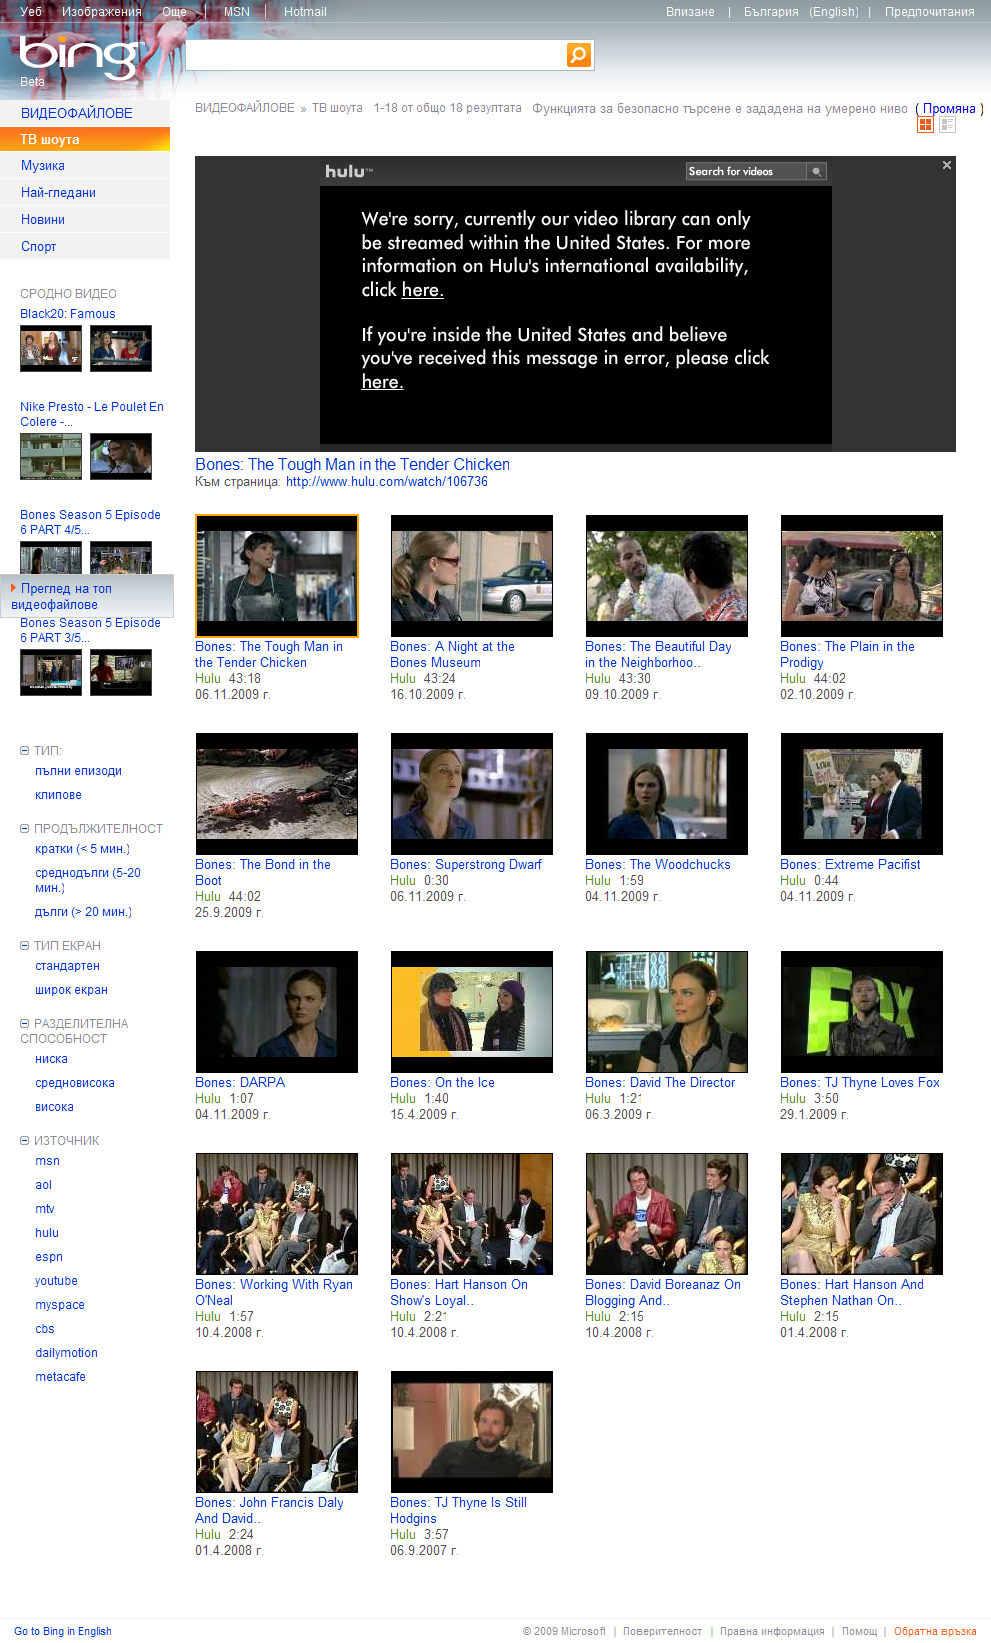 Уеб Изображения Още | MSN | Hotmail Влизане | България (English) | Предпочитания
bing™
Beta
ВИДЕОФАЙЛОВЕ
ТВ шоута
Музика
Най-гледани
Новини
Спорт
СРОДНО ВИДЕО
Black20: Famous
Nike Presto - Le Poulet En
Colere -...
Bones Season 5 Episode
6 PART 4/5...
Преглед на топ
видеофайлове
Bones Season 5 Episode
6 PART 3/5...
ТИП:
пълни епизоди
клипове
ПРОДЪЛЖИТЕЛНОСТ
кратки (< 5 мин.)
среднодълги (5-20
мин.)
дълги (> 20 мин.)
ТИП ЕКРАН
стандартен
широк екран
РАЗДЕЛИТЕЛНА
СПОСОБНОСТ
ниска
средновисока
висока
ИЗТОЧНИК
msn
aol
mtv
hulu
espn
youtube
myspace
cbs
dailymotion
metacafe
ВИДЕОФАЙЛОВЕ » ТВ шоута 1-18 от общо 18 резултата Функцията за безопасно търсене е зададена на умерено ниво ( Промяна )
hulu™ Search for videos
We're sorry, currently our video library can only
be streamed within the United States. For more
information on Hulu's international availability,
click here.
If you're inside the United States and believe
you've received this message in error, please click
here.
Bones: The Tough Man in the Tender Chicken
Към страница: http://www.hulu.com/watch/106736
Bones: The Tough Man in
the Tender Chicken
Hulu 43:18
06.11.2009 г.
Bones: A Night at the
Bones Museum
Hulu 43:24
16.10.2009 г.
Bones: The Beautiful Day
in the Neighborhoo..
Hulu 43:30
09.10.2009 г.
Bones: The Plain in the
Prodigy
Hulu 44:02
02.10.2009 г.
Bones: The Bond in the
Boot
Hulu 44:02
25.9.2009 г.
Bones: Superstrong Dwarf
Hulu 0:30
06.11.2009 г.
Bones: The Woodchucks
Hulu 1:59
04.11.2009 г.
Bones: Extreme Pacifist
Hulu 0:44
04.11.2009 г.
Bones: DARPA
Hulu 1:07
04.11.2009 г.
Bones: On the Ice
Hulu 1:40
15.4.2009 г.
Bones: David The Director
Hulu 1:21
06.3.2009 г.
FOX
Bones: TJ Thyne Loves Fox
Hulu 3:50
29.1.2009 г.
Bones: Working With Ryan
O'Neal
Hulu 1:57
10.4.2008 г.
Bones: Hart Hanson On
Show's Loyal..
Hulu 2:21
10.4.2008 г.
Bones: David Boreanaz On
Blogging And..
Hulu 2:15
10.4.2008 г.
Bones: Hart Hanson And
Stephen Nathan On..
Hulu 2:15
01.4.2008 г.
Bones: John Francis Daly
And David..
Hulu 2:24
01.4.2008 г.
Bones: TJ Thyne Is Still
Hodgins
Hulu 3:57
06.9.2007 г.
Go to Bing in English © 2009 Microsoft | Поверителност | Правна информация | Помощ | Обратна връзка